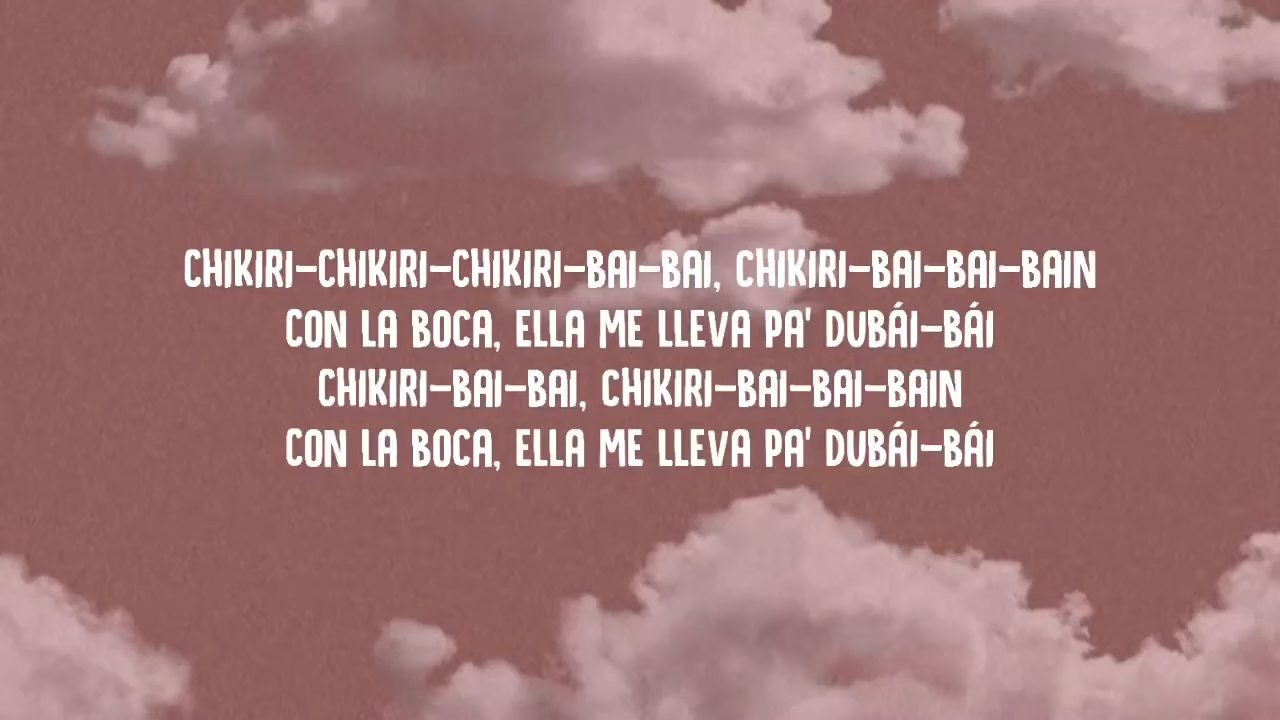 CHIKIRI-CHIKIRI-CHIKIRI-BAI-BAI, CHIKIRI-BAI-BAI-BAIN
CON LA BOCA, ELLA ME LLEVA PA' DUBÁI-BÁI
CHIKIRI-BAI-BAI, CHIKIRI-BAI-BAI-BAIN
CON LA BOCA, ELLA ME LLEVA PA' DUBÁI-BÁI